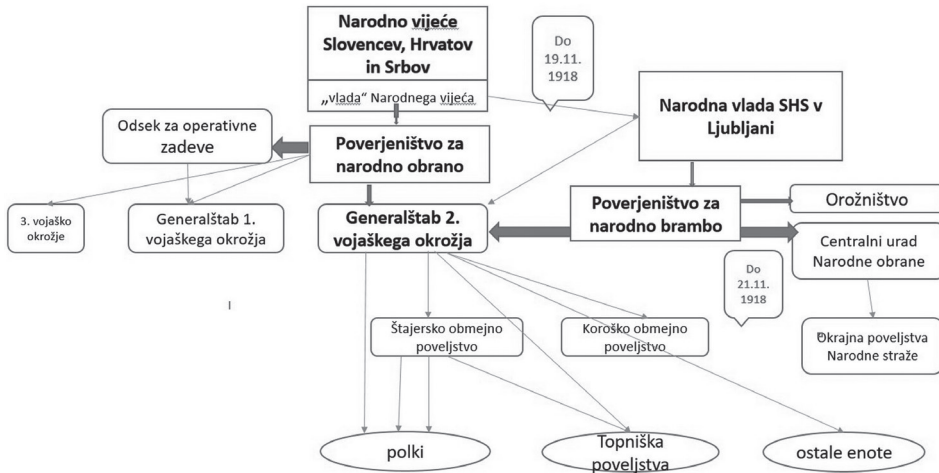 Narodno vijeće
Slovencev, Hrvatov
in Srbov
„vlada“ Narodnega vijeća
Do
19.11.
1918
Narodna vlada SHS v
Ljubljani
Odsek za operativne
zadeve
Poverjeništvo za
narodno obrano
3. vojaško
okrožje
Generalštab 1.
vojaškega okrožja
Generalštab 2.
vojaškega okrožja
Poverjeništvo za
narodno brambo
Orožništvo
Centralni urad
Narodne obrane
Do
21.11.
1918
Štajersko obmejno
poveljstvo
Koroško obmejno
poveljstvo
Okrajna poveljstva
Narodne straže
polki
Topniška
poveljstva
ostale enote